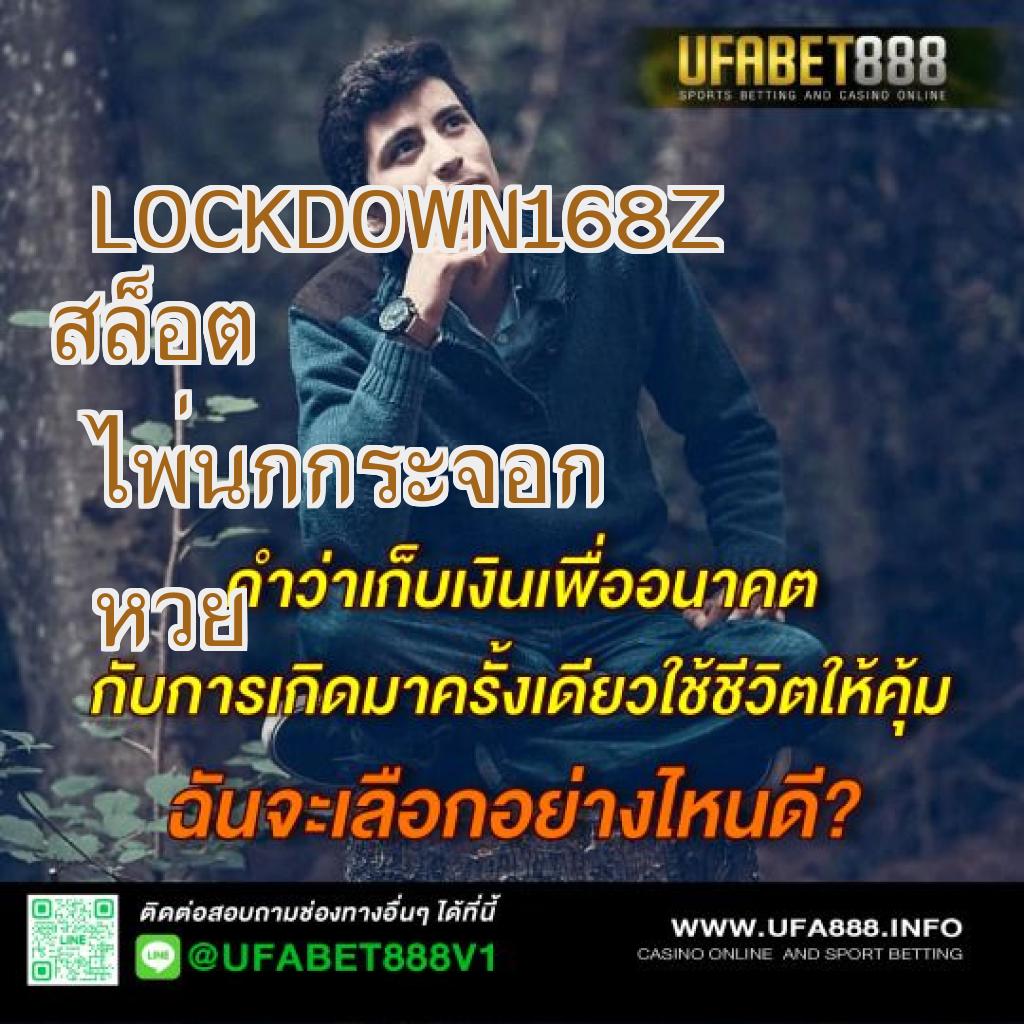 UFABET888
SPORTS BETTING AND CASINO ONLINE
LOCKDOWN168Z
สล็อต
ไพ่นกกระจอก
หวย
คำว่าเก็บเงินเพื่ออนาคต
กับการเกิดมาครั้งเดียวใช้ชีวิตให้คุ้ม
ฉันจะเลือกอย่างไหนดี?
ติดต่อสอบถามช่องทางอื่นๆ ได้ที่นี้
LINE
LINE @UFABET888V1
WWW.UFA888.INFO
CASINO ONLINE AND SPORT BETTING